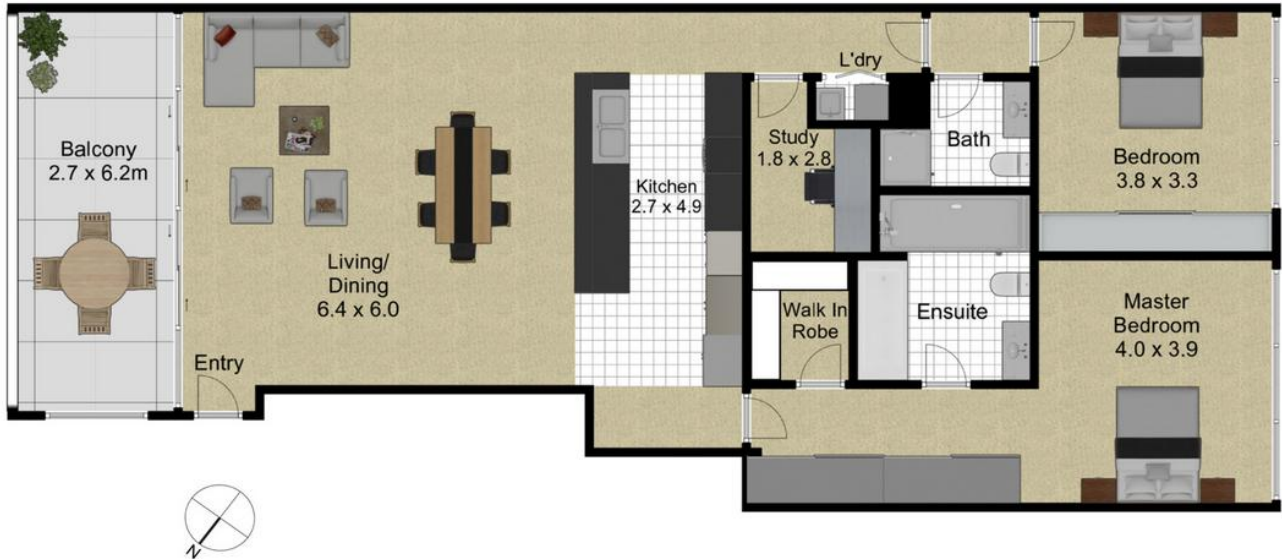 Balcony
2.7 x 6.2m
Living/
Dining
6.4 x 6.0
Entry
Kitchen
2.7 x 4.9
L'dry
Study
1.8 x 2.8
Bath
Bedroom
3.8 x 3.3
Walk In
Robe
Ensuite
Master
Bedroom
4.0 x 3.9
N